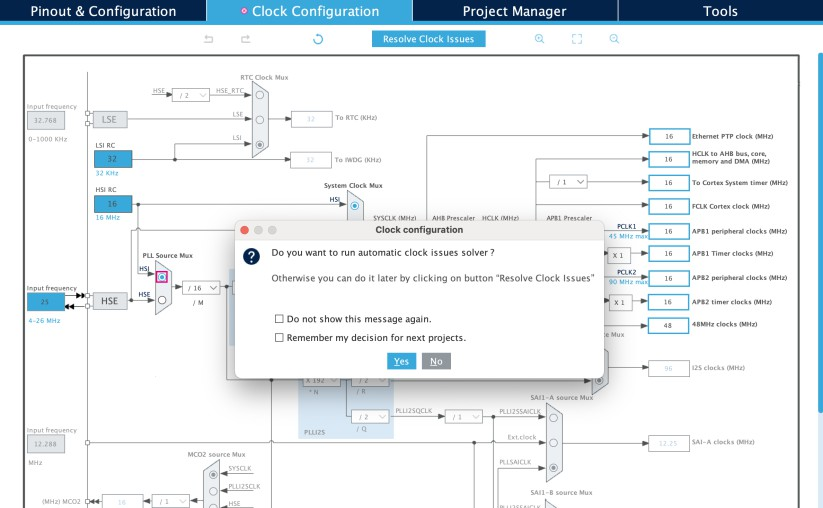 Pinout & Configuration
Clock Configuration
Project Manager
Tools
Resolve Clock Issues
RTC Clock Mux
HSE
/ 2
HSE_RTC
Input frequency
32.768
LSE
LSE
32
To RTC (KHz)
0-1000 KHz
LSI RC
LSI
32
32
To IWDG (KHz)
32 KHz
HSI RC
System Clock Mux
16
HSI
16 MHz
SYSCLK (MHz)
AHB Prescaler
HCLK (MHz)
APB1 Prescaler
16
Ethernet PTP clock (MHz)
16
HCLK to AHB bus, core,
memory and DMA (MHz)
/ 1
16
To Cortex System timer (MHz)
16
FCLK Cortex clock (MHz)
PCLK1
45 MHz max
16
APB1 peripheral clocks (MHz)
X 1
16
APB1 Timer clocks (MHz)
PCLK2
90 MHz max
16
APB2 peripheral clocks (MHz)
X 1
16
APB2 timer clocks (MHz)
48
48MHz clocks (MHz)
Clock configuration
Do you want to run automatic clock issues solver ?
Otherwise you can do it later by clicking on button "Resolve Clock Issues"
Do not show this message again.
Remember my decision for next projects.
Yes
No
PLL Source Mux
HSI
Input frequency
25
HSE
HSE
/ 16
/ M
4-26 MHz
96
I2S clocks (MHz)
X 192
* N
/ 2
/ R
SAI1-A source Mux
/ 2
/ Q
PLLI2SQCLK
/ 1
PLLI2SSAICLK
PLLI2S
Input frequency
12.288
MHz
Ext.clock
12.25
SAI-A clocks (MHz)
MCO2 source Mux
PLLSAICLK
SYSCLK
PLLI2SCLK
SAI1-B source Mux
(MHz) MCO2
/ 1
HSE
PLLI2SSAICLK